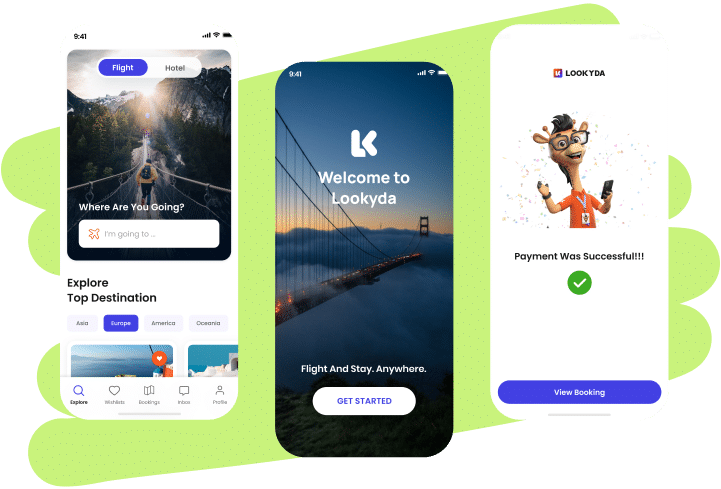 9:41
Flight
Hotel
Where Are You Going?
I'm going to ...
Explore
Top Destination
Asia
Europe
America
Oceania
Explore
Wishlists
Bookings
Inbox
Profile
9:41
LK
Welcome to
Lookyda
Flight And Stay. Anywhere.
GET STARTED
LOOKYDA
Payment Was Successful!!!
View Booking